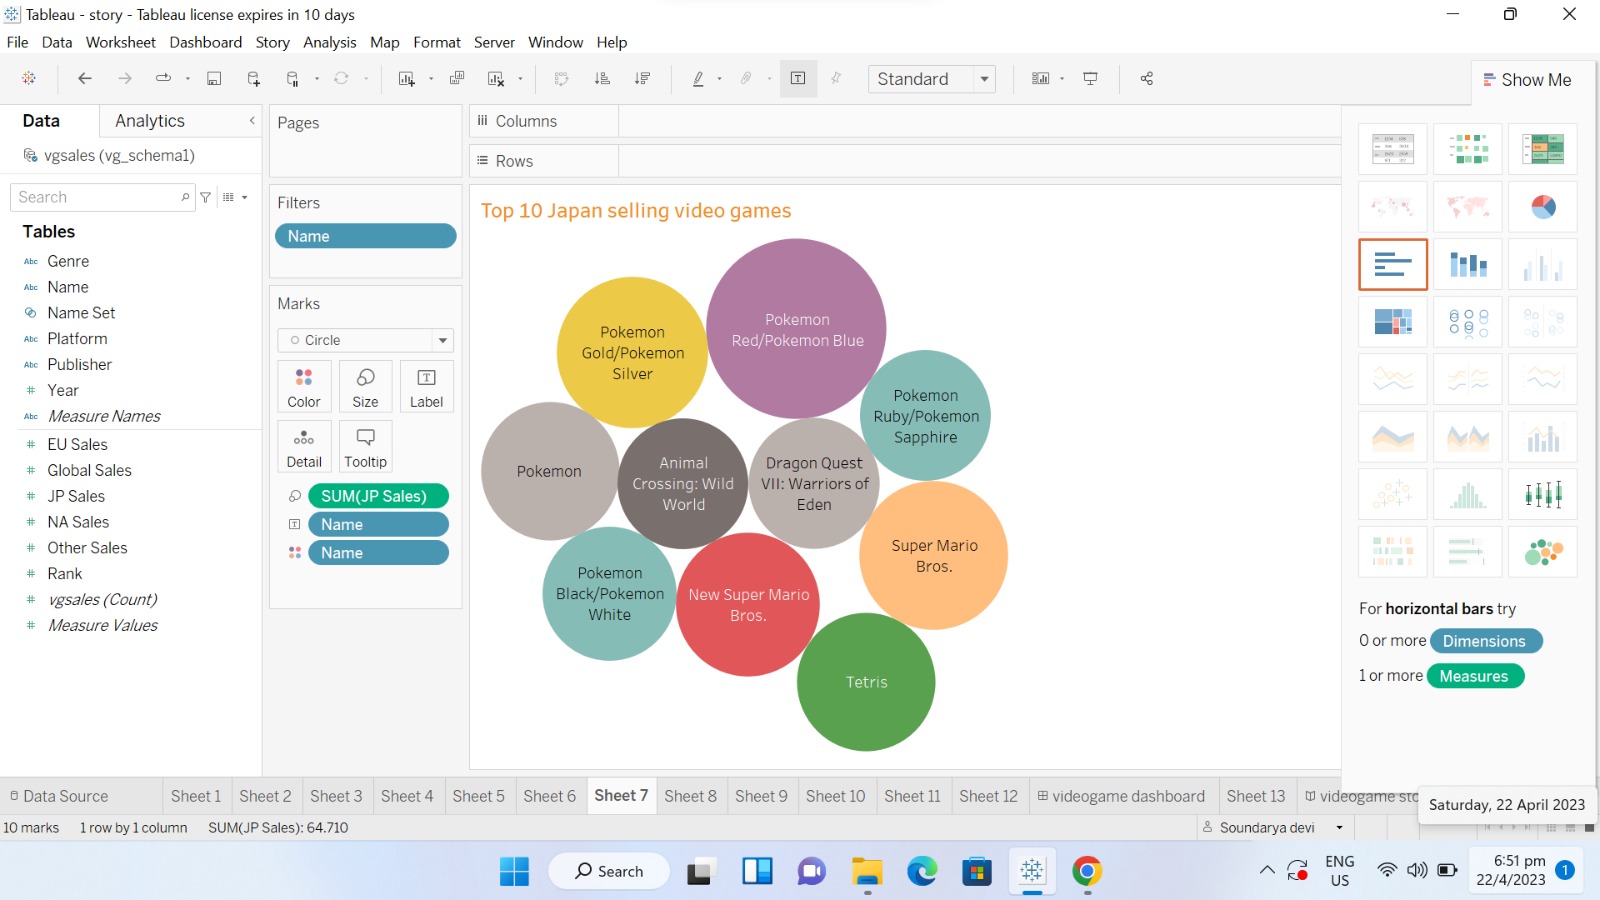 Tableau - story - Tableau license expires in 10 days
File Data Worksheet Dashboard Story Analysis Map Format Server Window Help
Standard
Show Me
Data Analytics
vgsales (vg_schema1)
Search
Tables
Abc Genre
Abc Name
Name Set
Abc Platform
Abc Publisher
# Year
Abc Measure Names
# EU Sales
# Global Sales
# JP Sales
# NA Sales
# Other Sales
# Rank
# vgsales (Count)
# Measure Values
Pages
Filters
Name
Marks
Circle
Color Size Label
Detail Tooltip
SUM(JP Sales)
Name
Name
Columns
Rows
Top 10 Japan selling video games
Pokemon
Gold/Pokemon
Silver
Pokemon
Red/Pokemon Blue
Pokemon
Ruby/Pokemon
Sapphire
Pokemon
Animal
Crossing: Wild
World
Dragon Quest
VII: Warriors of
Eden
Super Mario
Bros.
Pokemon
Black/Pokemon
White
New Super Mario
Bros.
Tetris
For horizontal bars try
0 or more Dimensions
1 or more Measures
Data Source Sheet 1 Sheet 2 Sheet 3 Sheet 4 Sheet 5 Sheet 6 Sheet 7 Sheet 8 Sheet 9 Sheet 10 Sheet 11 Sheet 12 videogame dashboard Sheet 13 videogame sto
Saturday, 22 April 2023
10 marks 1 row by 1 column SUM(JP Sales): 64.710
Soundarya devi
Search
ENG
US
6:51 pm
22/4/2023
1